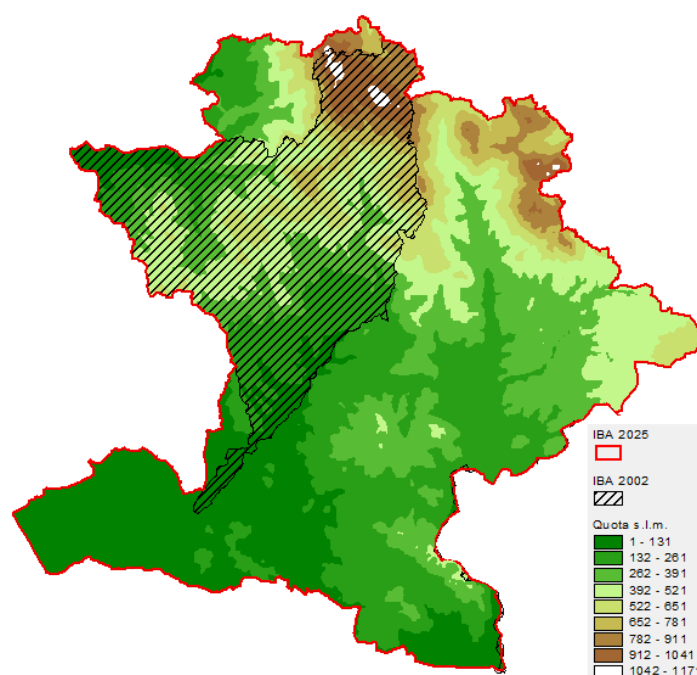 IBA 2025
IBA 2002
Quota s.l.m.
1 - 131
132 - 261
262 - 391
392 - 521
522 - 651
652 - 781
782 - 911
912 - 1041